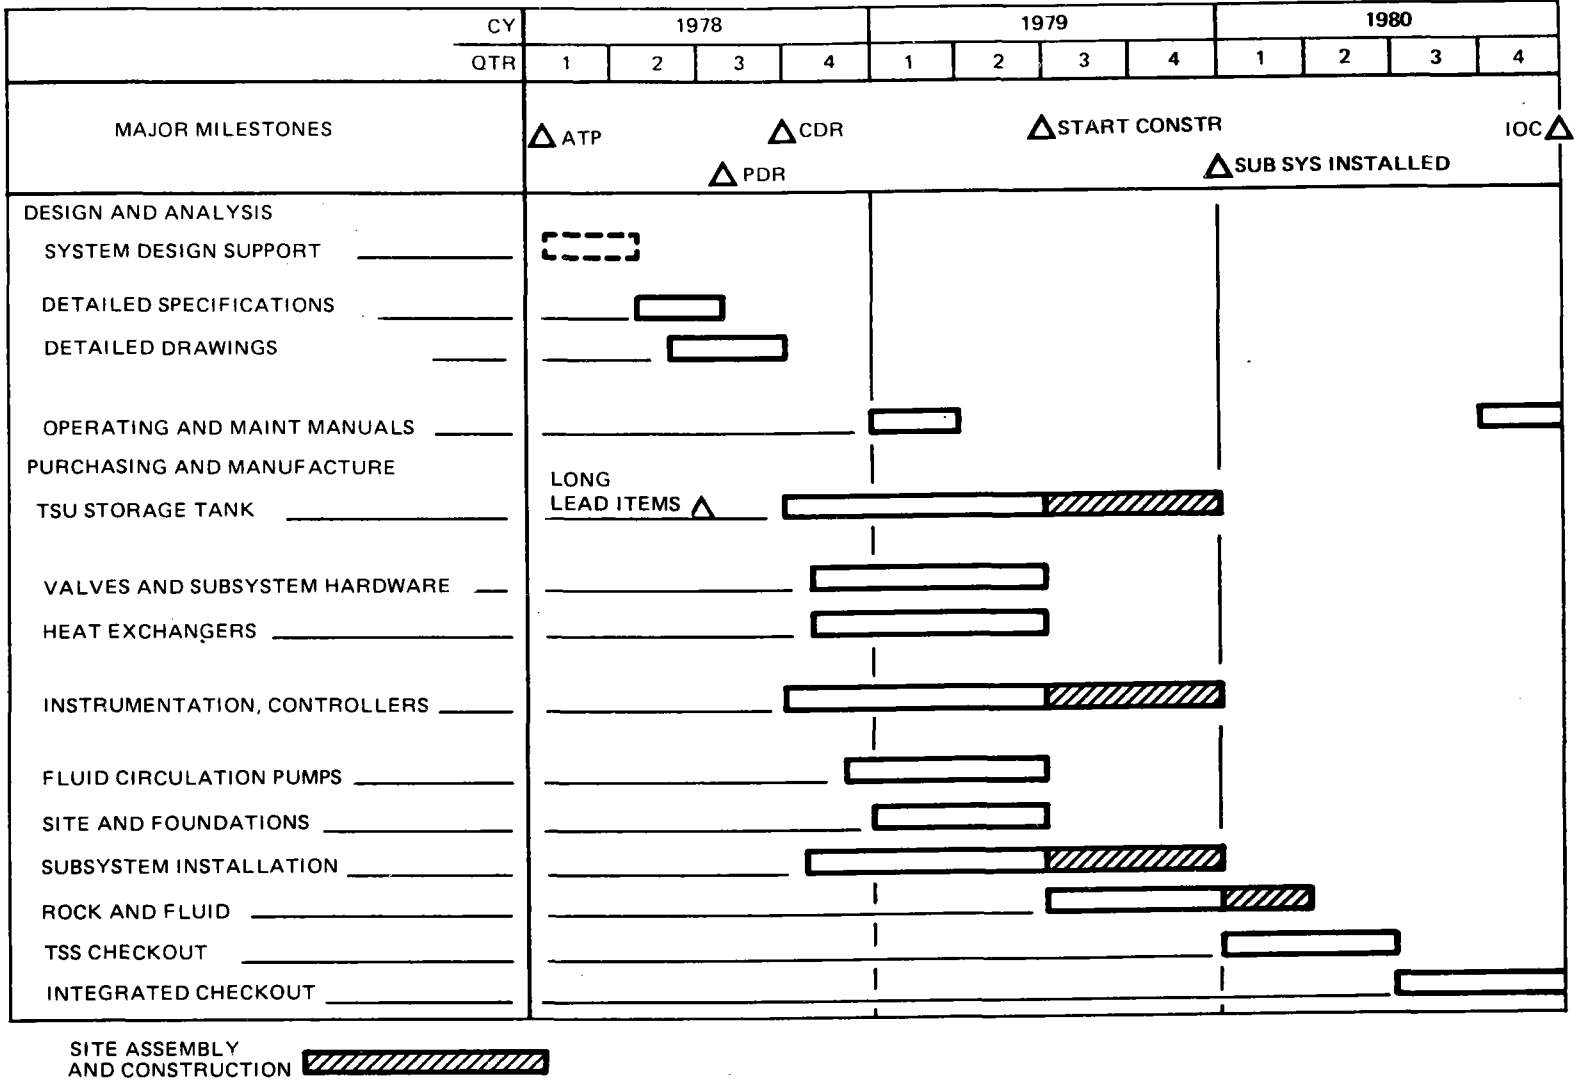 CY 1978 1979 1980
QTR 1 2 3 4 1 2 3 4 1 2 3 4
MAJOR MILESTONES
ATP
CDR
START CONSTR
IOC
PDR
SUB SYS INSTALLED
DESIGN AND ANALYSIS
SYSTEM DESIGN SUPPORT
DETAILED SPECIFICATIONS
DETAILED DRAWINGS
OPERATING AND MAINT MANUALS
PURCHASING AND MANUFACTURE
LONG
LEAD ITEMS
TSU STORAGE TANK
VALVES AND SUBSYSTEM HARDWARE
HEAT EXCHANGERS
INSTRUMENTATION, CONTROLLERS
FLUID CIRCULATION PUMPS
SITE AND FOUNDATIONS
SUBSYSTEM INSTALLATION
ROCK AND FLUID
TSS CHECKOUT
INTEGRATED CHECKOUT
SITE ASSEMBLY
AND CONSTRUCTION